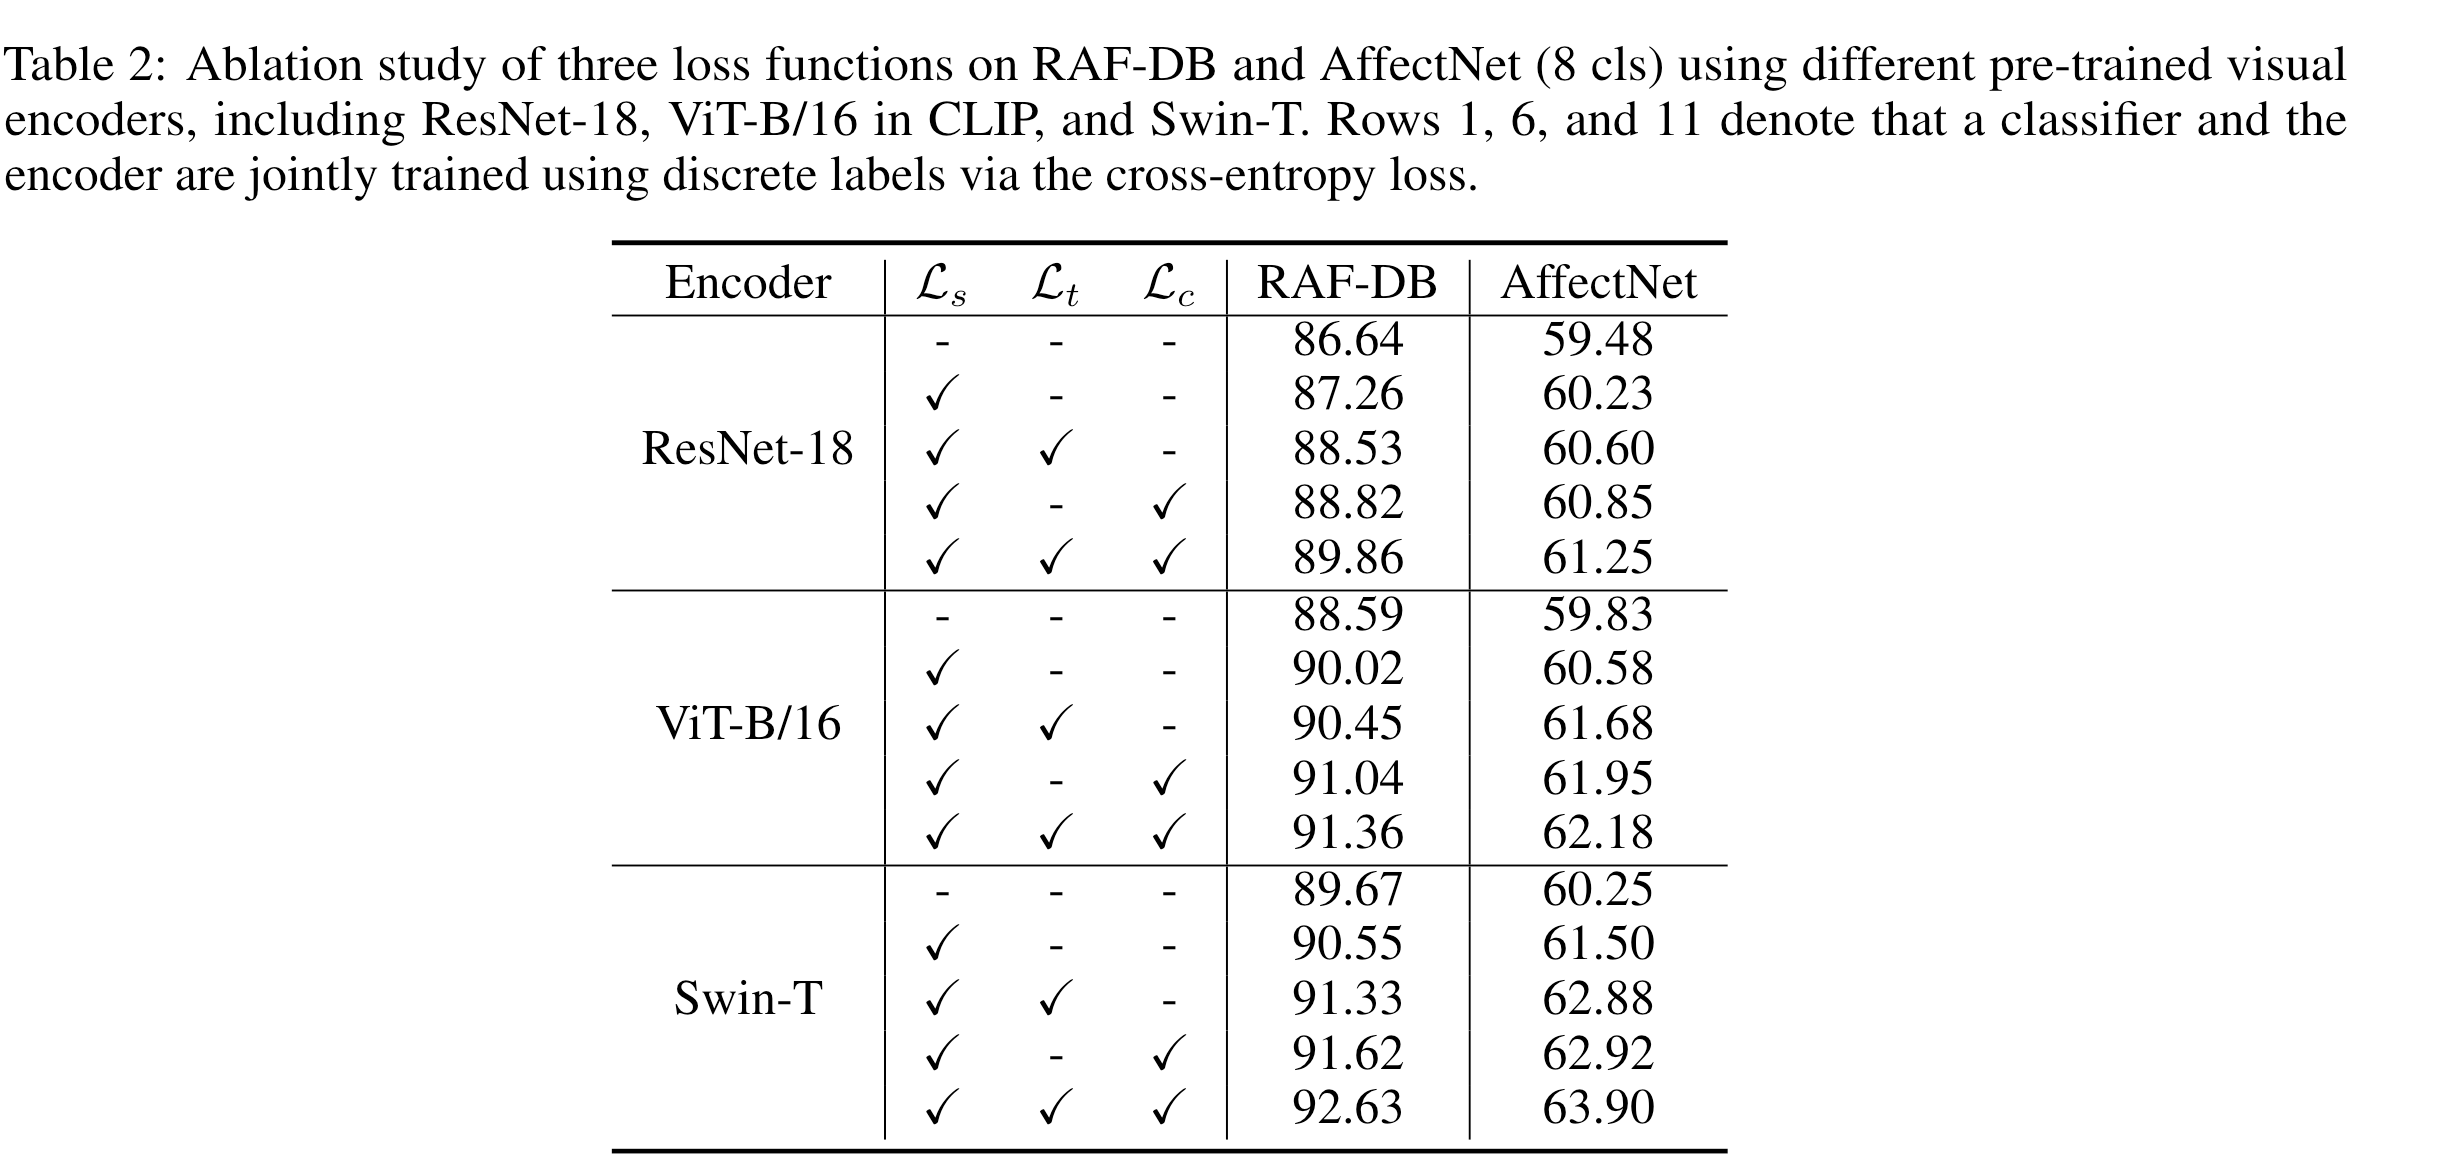 Table 2: Ablation study of three loss functions on RAF-DB and AffectNet (8 cls) using different pre-trained visual
encoders, including ResNet-18, ViT-B/16 in CLIP, and Swin-T. Rows 1, 6, and 11 denote that a classifier and the
encoder are jointly trained using discrete labels via the cross-entropy loss.
Encoder ℒs ℒt ℒc RAF-DB AffectNet
- - - 86.64 59.48
✓ - - 87.26 60.23
ResNet-18 ✓ ✓ - 88.53 60.60
✓ - ✓ 88.82 60.85
✓ ✓ ✓ 89.86 61.25
- - - 88.59 59.83
✓ - - 90.02 60.58
ViT-B/16 ✓ ✓ - 90.45 61.68
✓ - ✓ 91.04 61.95
✓ ✓ ✓ 91.36 62.18
- - - 89.67 60.25
✓ - - 90.55 61.50
Swin-T ✓ ✓ - 91.33 62.88
✓ - ✓ 91.62 62.92
✓ ✓ ✓ 92.63 63.90